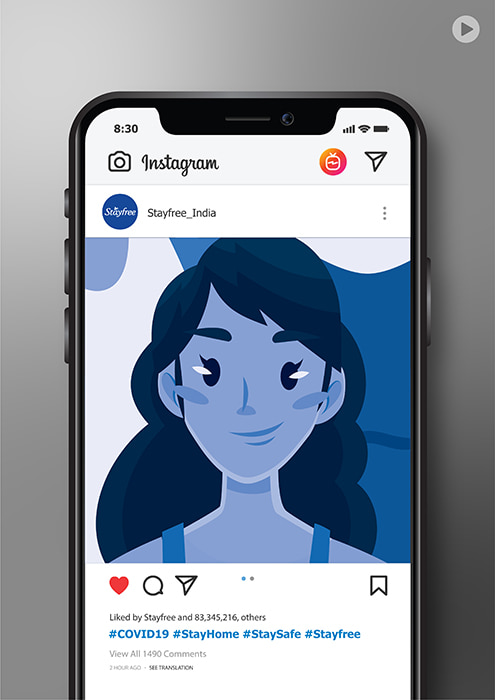 8:30
Instagram
Stayfree
Stayfree_India
Liked by Stayfree and 83,345,216, others
#COVID19 #StayHome #StaySafe #Stayfree
View All 1490 Comments
2 HOUR AGO · SEE TRANSLATION